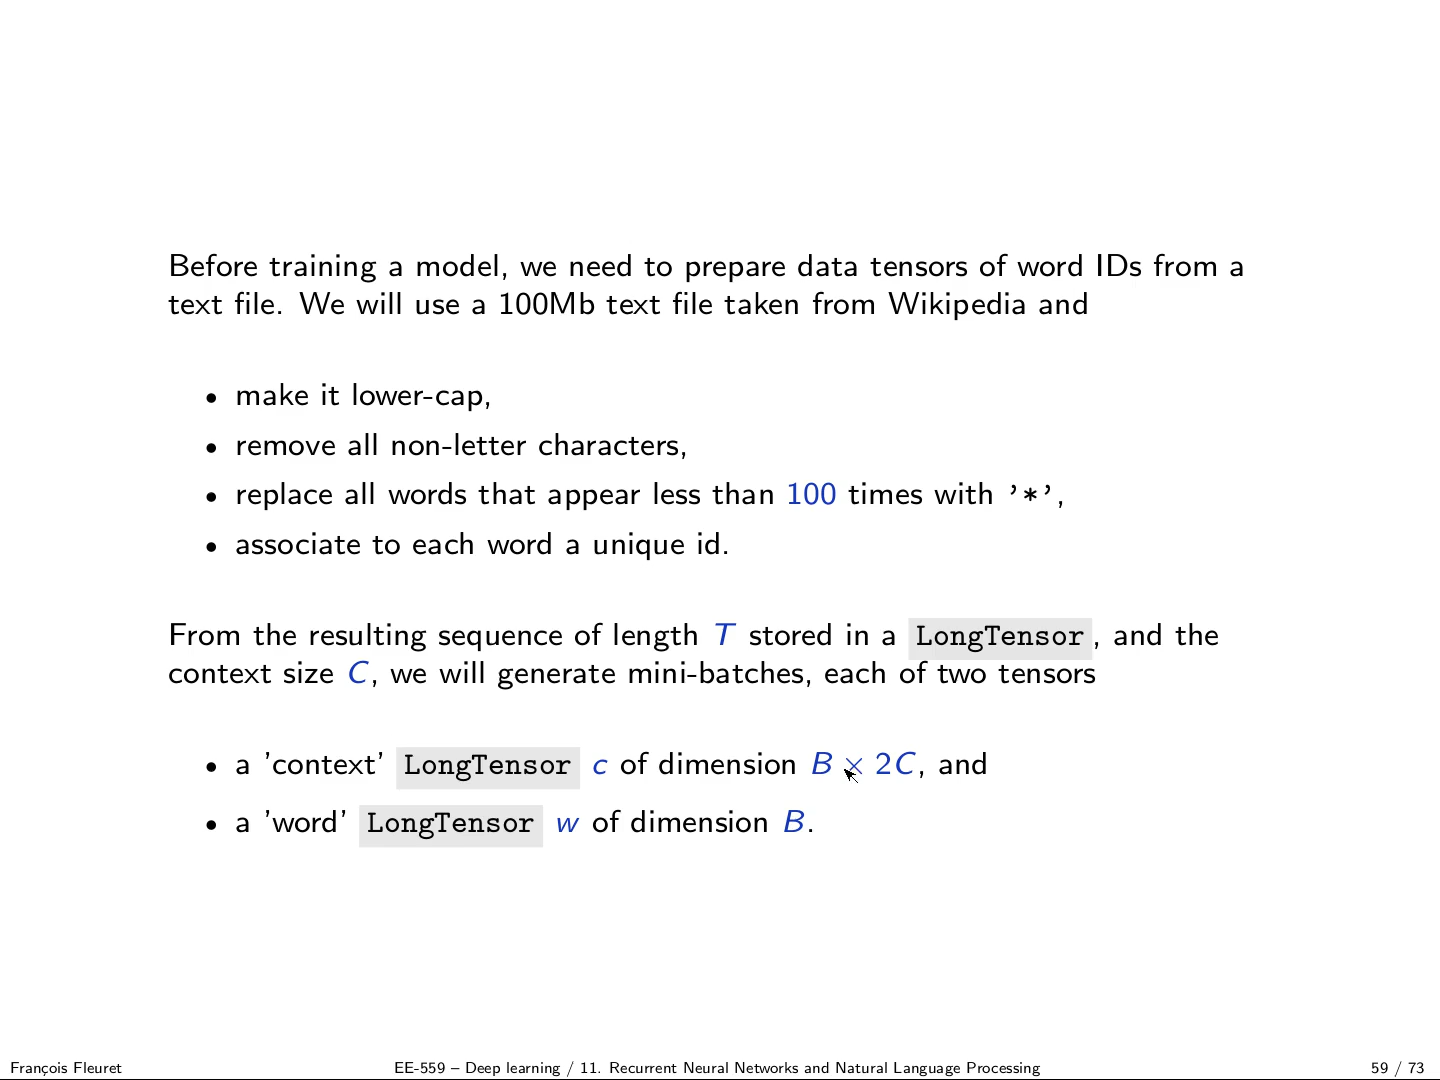 Before training a model, we need to prepare data tensors of word IDs from a
text file. We will use a 100Mb text file taken from Wikipedia and
• make it lower-cap,
• remove all non-letter characters,
• replace all words that appear less than 100 times with ’*’,
• associate to each word a unique id.
From the resulting sequence of length T stored in a LongTensor, and the
context size C, we will generate mini-batches, each of two tensors
• a ’context’ LongTensor c of dimension B × 2C, and
• a ’word’ LongTensor w of dimension B.
François Fleuret EE-559 – Deep learning / 11. Recurrent Neural Networks and Natural Language Processing 59 / 73